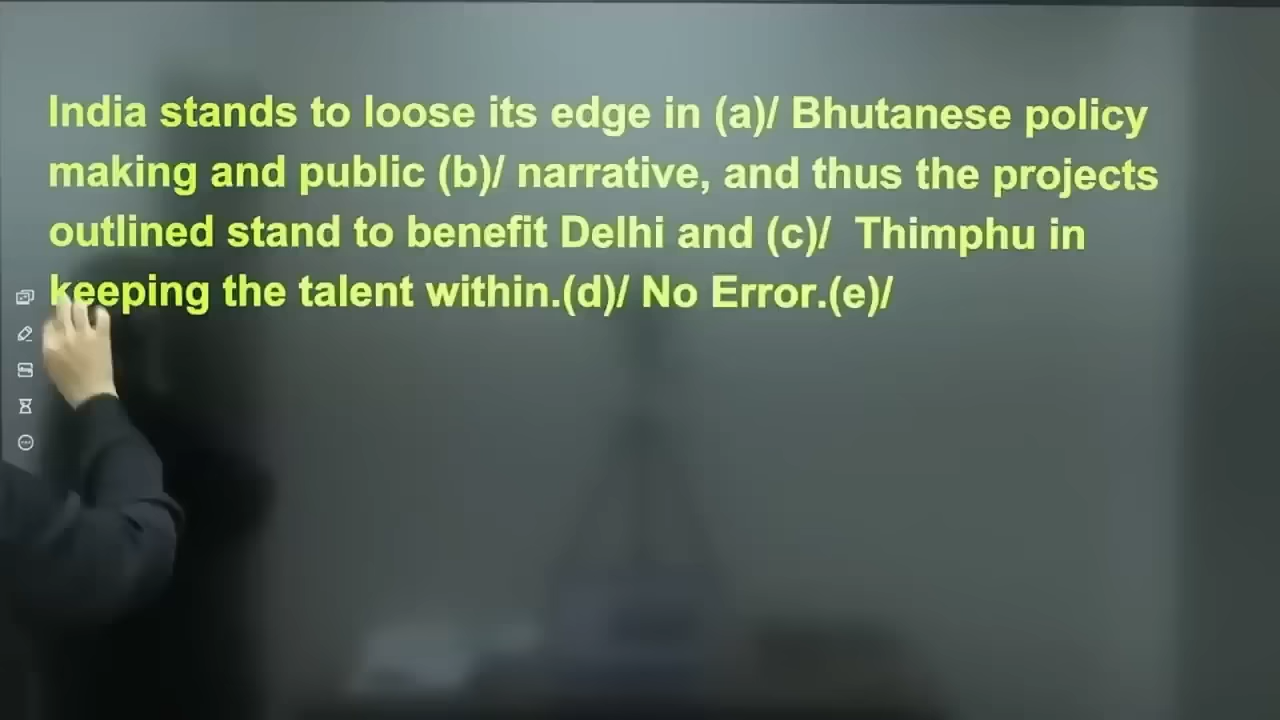 India stands to loose its edge in (a)/ Bhutanese policy
making and public (b)/ narrative, and thus the projects
outlined stand to benefit Delhi and (c)/ Thimphu in
keeping the talent within.(d)/ No Error.(e)/